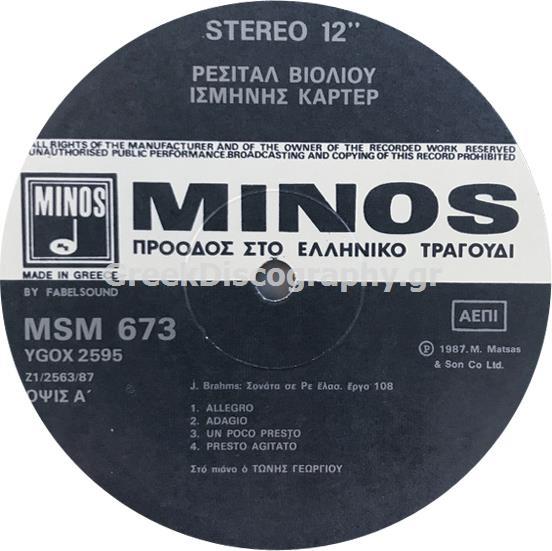 STEREO 12"
ΡΕΣΙΤΑΛ ΒΙΟΛΙΟΥ
ΙΣΜΗΝΗΣ ΚΑΡΤΕΡ
ALL RIGHTS OF THE MANUFACTURER AND OF THE OWNER OF THE RECORDED WORK RESERVED
UNAUTHORISED PUBLIC PERFORMANCE.BROADCASTING AND COPYING OF THIS RECORD PROHIBITED
MINOS
MINOS
ΠΡΟΟΔΟΣ ΣΤΟ ΕΛΛΗΝΙΚΟ ΤΡΑΓΟΥΔΙ
MADE IN GREECE
GreekDiscography.gr
BY FABELSOUND
MSM 673
YGOX 2595
Z1/2563/87
ΟΨΙΣ Α΄
ΑΕΠΙ
Ⓟ 1987. M. Matsas
& Son Co Ltd.
J. Brahms: Σονάτα σε Ρε έλασ. έργο 108
1. ALLEGRO
2. ADAGIO
3. UN POCO PRESTO
4. PRESTO AGITATO
Στό πιάνο ὁ ΤΩΝΗΣ ΓΕΩΡΓΙΟΥ